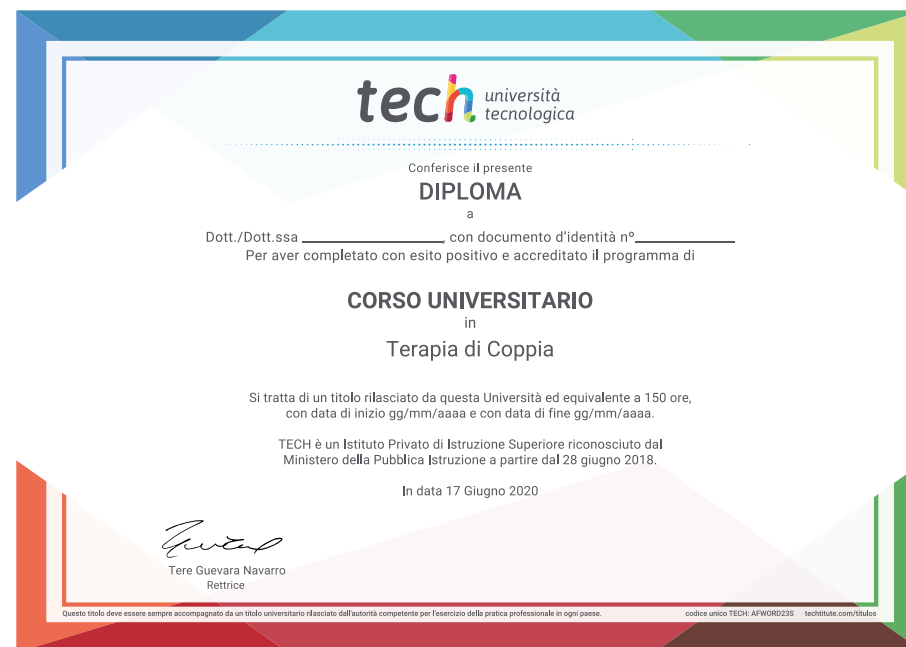 tech università
tecnologica
Conferisce il presente
DIPLOMA
a
Dott./Dott.ssa ____________________, con documento d'identità nº______________
Per aver completato con esito positivo e accreditato il programma di
CORSO UNIVERSITARIO
in
Terapia di Coppia
Si tratta di un titolo rilasciato da questa Università ed equivalente a 150 ore,
con data di inizio gg/mm/aaaa e con data di fine gg/mm/aaaa.
TECH è un Istituto Privato di Istruzione Superiore riconosciuto dal
Ministero della Pubblica Istruzione a partire dal 28 giugno 2018.
In data 17 Giugno 2020
Tere Guevara Navarro
Rettrice
Questo titolo deve essere sempre accompagnato da un titolo universitario rilasciato dall'autorità competente per l'esercizio della pratica professionale in ogni paese. codice unico TECH: AFWORD23S techtitute.com/titulos